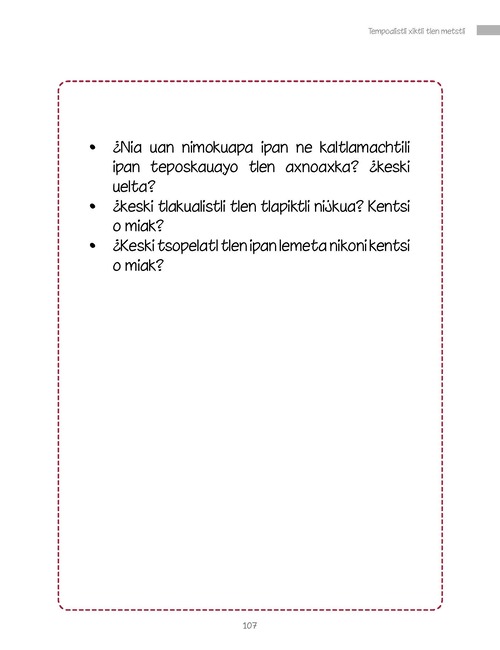 Tempoalistli xiktli tlen metstli
• ¿Nia uan nimokuapa ipan ne kaltlamachtili
ipan teposkauayo tlen axnoaxka? ¿keski
uelta?
• ¿keski tlakualistli tlen tlapiktli nijkua? Kentsi
o miak?
• ¿Keski tsopelatl tlen ipan lemeta nikoni kentsi
o miak?
107